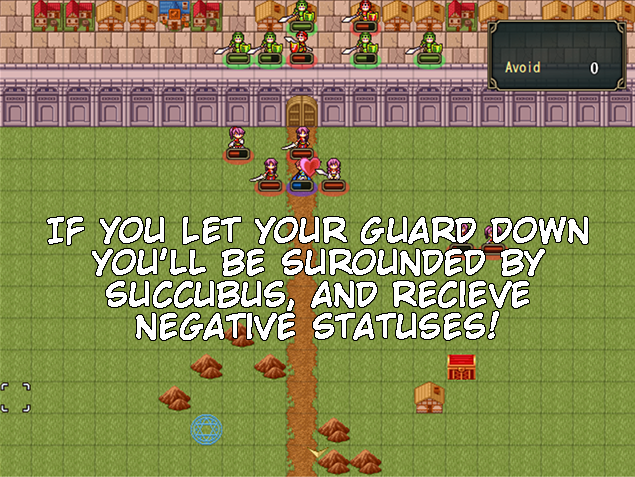 Avoid 0
IF YOU LET YOUR GUARD DOWN
YOU'LL BE SUROUNDED BY
SUCCUBUS, AND RECIEVE
NEGATIVE STATUSES!